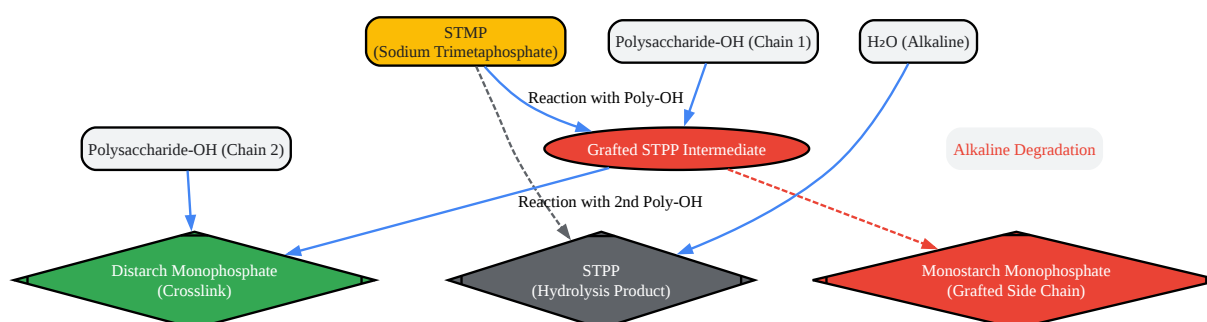 STMP
(Sodium Trimetaphosphate)
Polysaccharide-OH (Chain 1)
H₂O (Alkaline)
Reaction with Poly-OH
Polysaccharide-OH (Chain 2)
Grafted STPP Intermediate
Alkaline Degradation
Reaction with 2nd Poly-OH
Distarch Monophosphate
(Crosslink)
STPP
(Hydrolysis Product)
Monostarch Monophosphate
(Grafted Side Chain)